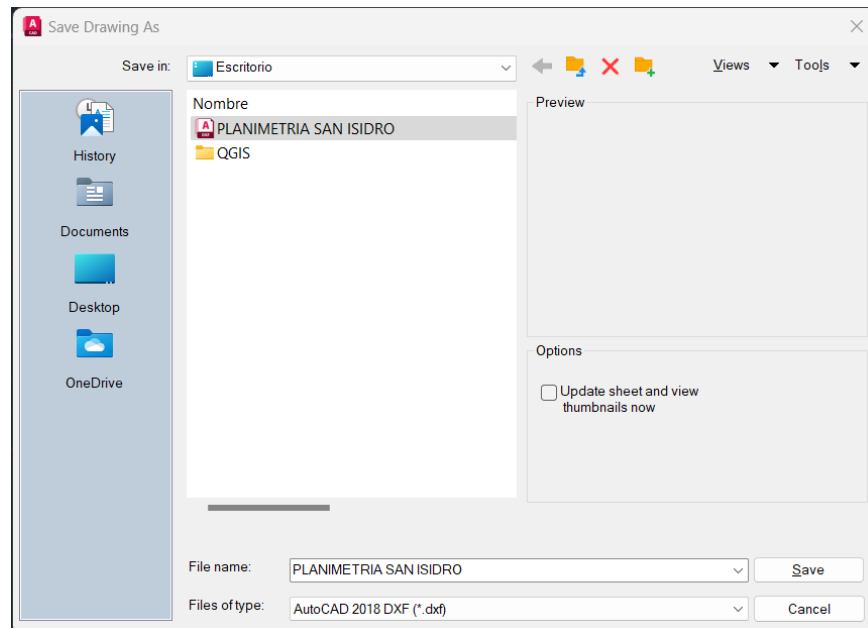 Save Drawing As
Save in:
Escritorio
Views
Tools
History
Documents
Desktop
OneDrive
Nombre
PLANIMETRIA SAN ISIDRO
QGIS
Preview
Options
Update sheet and view
thumbnails now
File name:
PLANIMETRIA SAN ISIDRO
Save
Files of type:
AutoCAD 2018 DXF (*.dxf)
Cancel